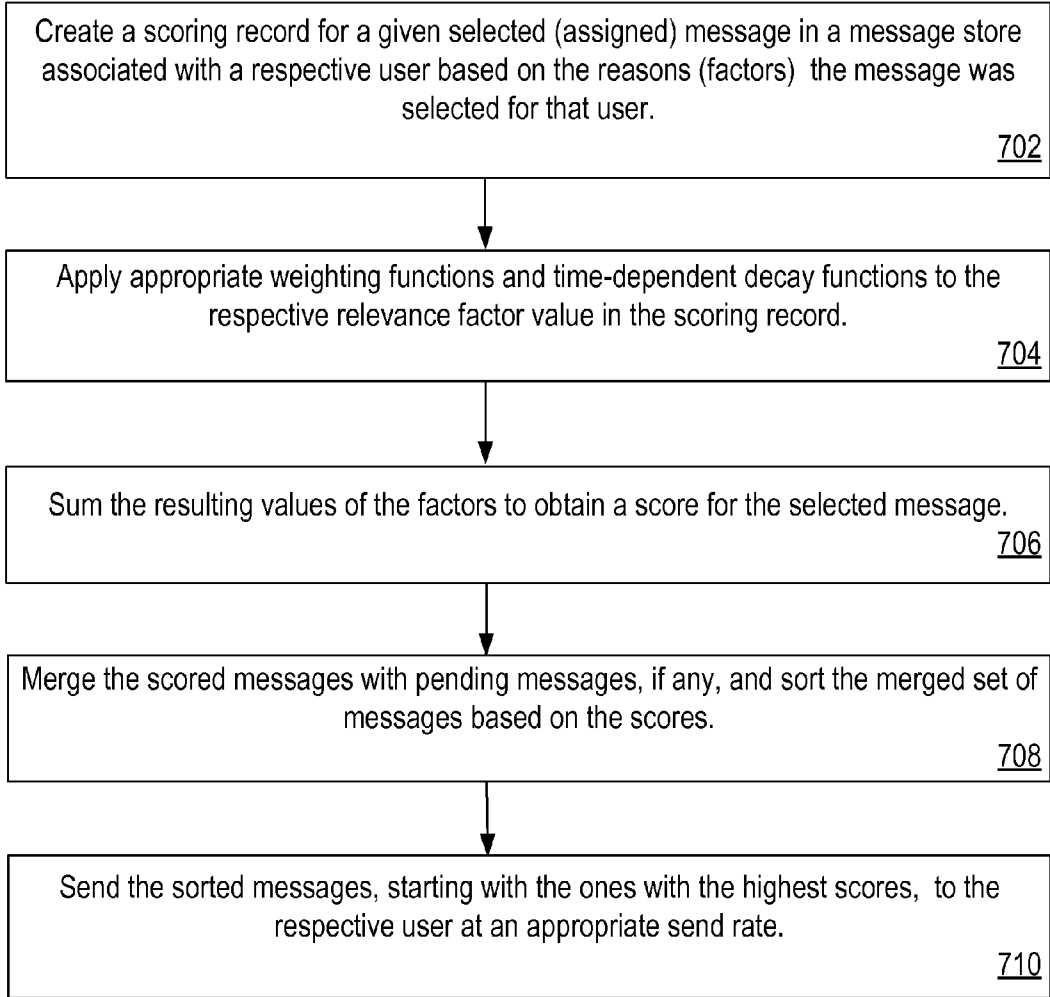 Create a scoring record for a given selected (assigned) message in a message store
associated with a respective user based on the reasons (factors) the message was
selected for that user.
702
Apply appropriate weighting functions and time-dependent decay functions to the
respective relevance factor value in the scoring record.
704
Sum the resulting values of the factors to obtain a score for the selected message.
706
Merge the scored messages with pending messages, if any, and sort the merged set of
messages based on the scores.
708
Send the sorted messages, starting with the ones with the highest scores, to the
respective user at an appropriate send rate.
710